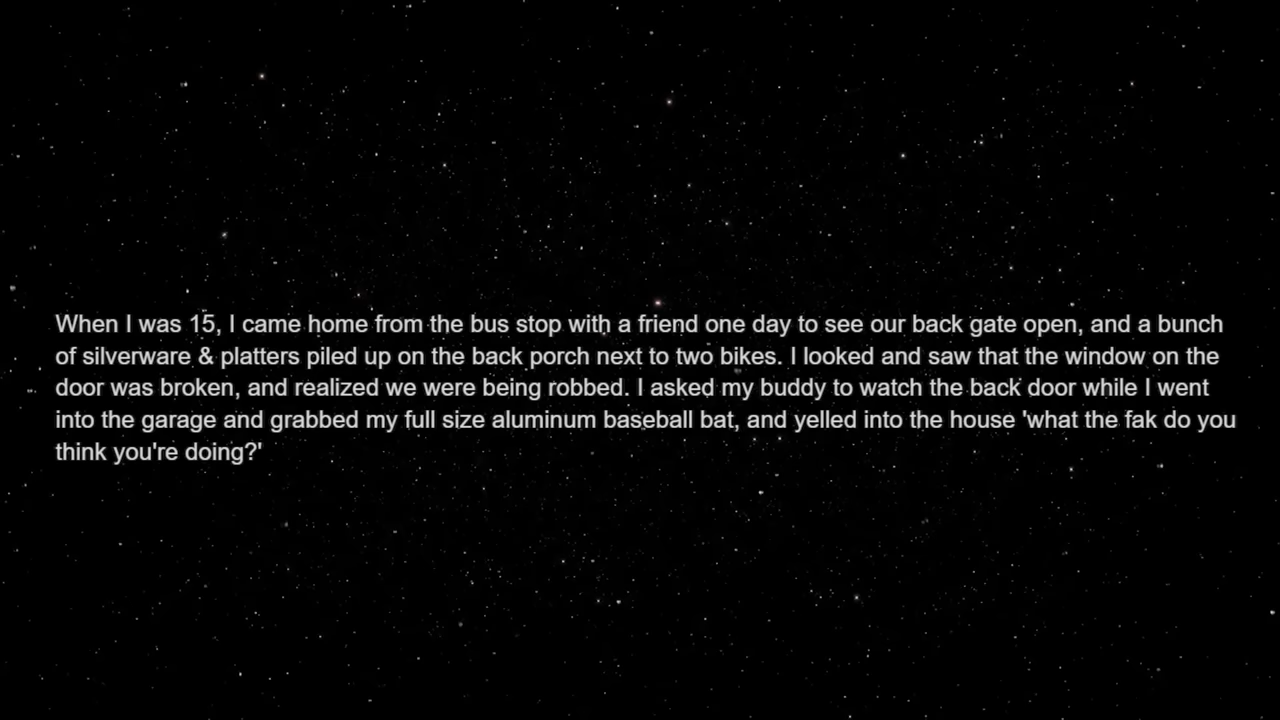 When I was 15, I came home from the bus stop with a friend one day to see our back gate open, and a bunch
of silverware & platters piled up on the back porch next to two bikes. I looked and saw that the window on the
door was broken, and realized we were being robbed. I asked my buddy to watch the back door while I went
into the garage and grabbed my full size aluminum baseball bat, and yelled into the house 'what the fak do you
think you're doing?'